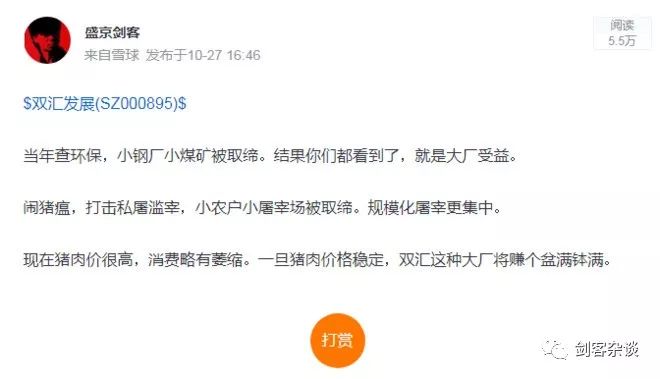 盛京剑客
阅读
来自雪球 发布于10-27 16:46
5.5万
$双汇发展(SZ000895)$
当年查环保，小钢厂小煤矿被取缔。结果你们都看到了，就是大厂受益。
闹猪瘟，打击私屠滥宰，小农户小屠宰场被取缔。规模化屠宰更集中。
现在猪肉价很高，消费略有萎缩。一旦猪肉价格稳定，双汇这种大厂将赚个盆满钵满。
打赏
剑客杂谈